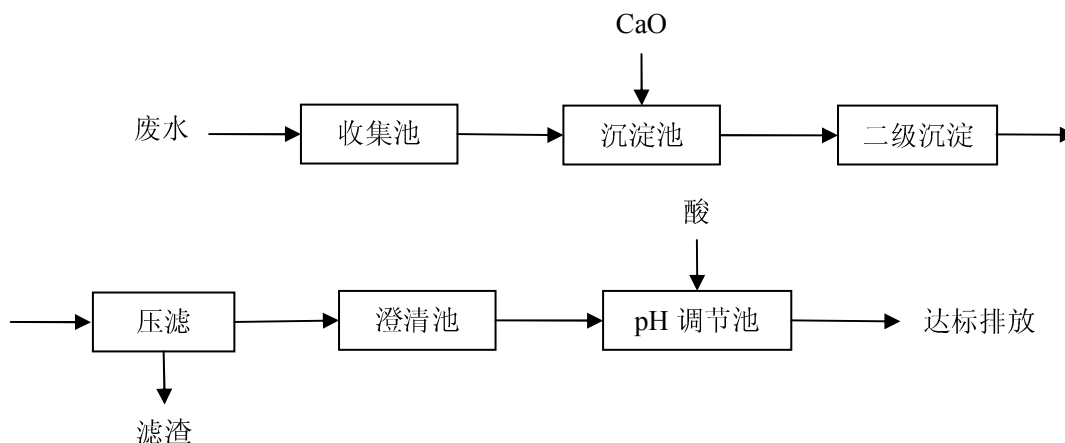 CaO
废水
收集池
沉淀池
二级沉淀
酸
压滤
澄清池
pH 调节池
达标排放
滤渣